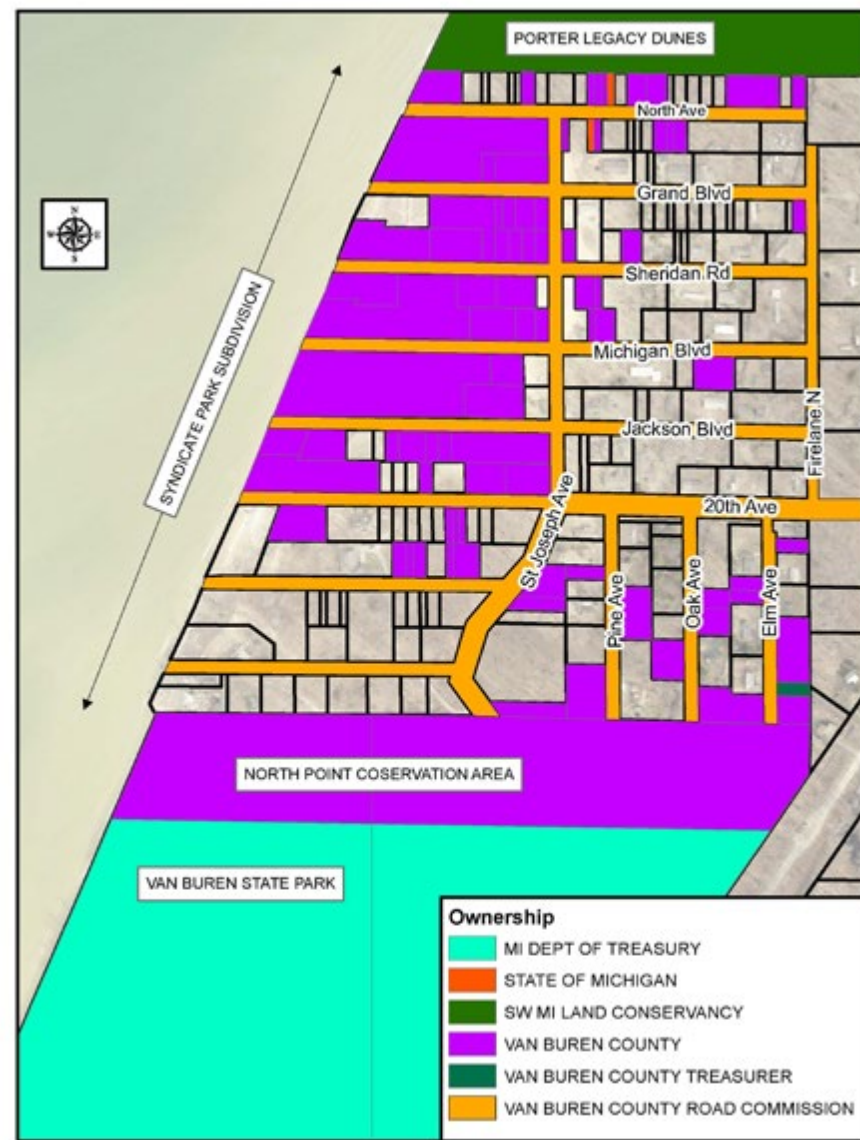 PORTER LEGACY DUNES
North Ave
Grand Blvd
N
W E
S
Sheridan Rd
SYNDICATE PARK SUBDIVISION
Michigan Blvd
Jackson Blvd
Firelane N
20th Ave
St Joseph Ave
Pine Ave
Oak Ave
Elm Ave
NORTH POINT COSERVATION AREA
VAN BUREN STATE PARK
Ownership
MI DEPT OF TREASURY
STATE OF MICHIGAN
SW MI LAND CONSERVANCY
VAN BUREN COUNTY
VAN BUREN COUNTY TREASURER
VAN BUREN COUNTY ROAD COMMISSION